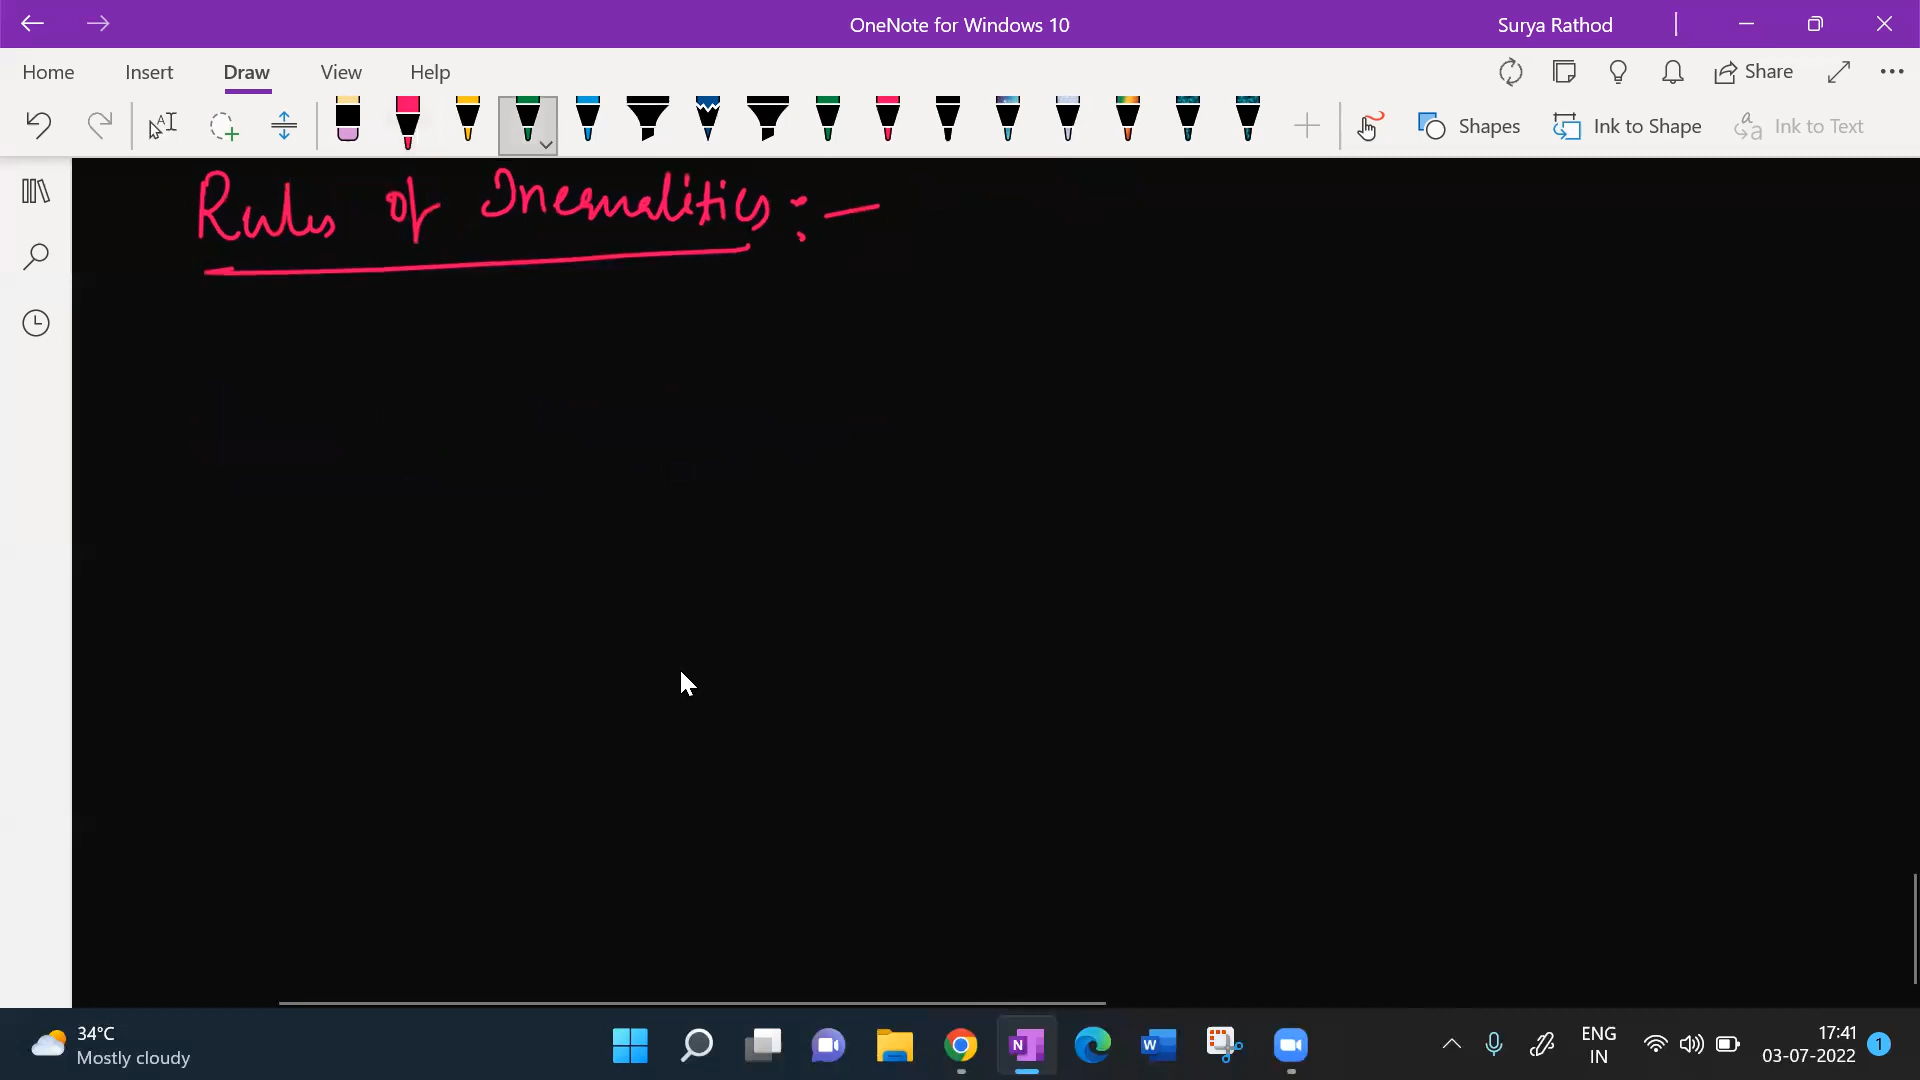 OneNote for Windows 10
Surya Rathod
Home Insert Draw View Help
Share
Shapes Ink to Shape Ink to Text
Rules of Inequalities :-
34°C
Mostly cloudy
ENG
IN
17:41
03-07-2022
1